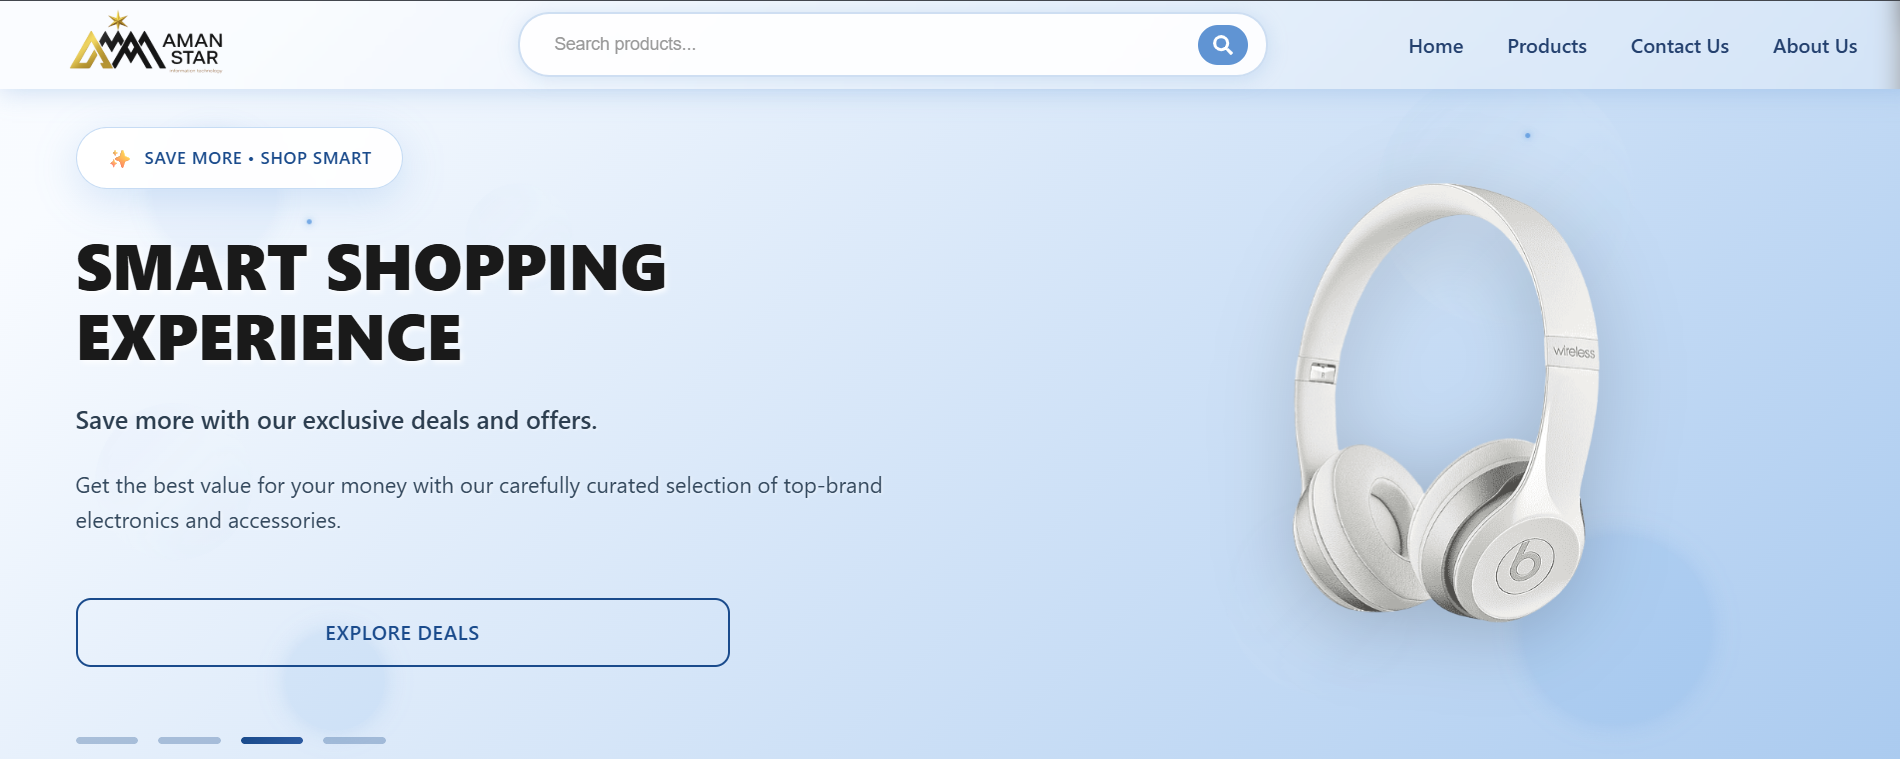 AMAN
STAR
information technology
Search products...
Home
Products
Contact Us
About Us
SAVE MORE • SHOP SMART
SMART SHOPPING
EXPERIENCE
Save more with our exclusive deals and offers.
Get the best value for your money with our carefully curated selection of top-brand
electronics and accessories.
EXPLORE DEALS
wireless
b